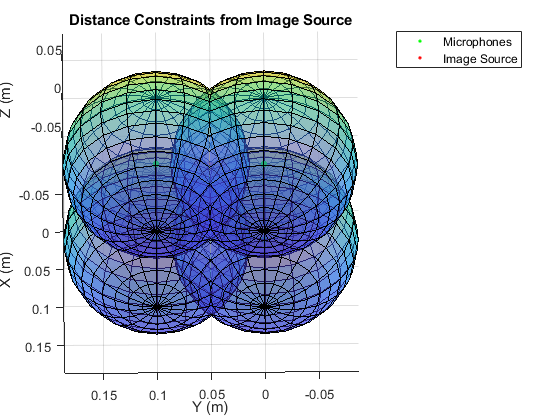 Distance Constraints from Image Source
Microphones
Image Source
0.05
0
-0.05
Z (m)
-0.05
0
0.05
0.1
0.15
X (m)
0.15
0.1
0.05
0
-0.05
Y (m)